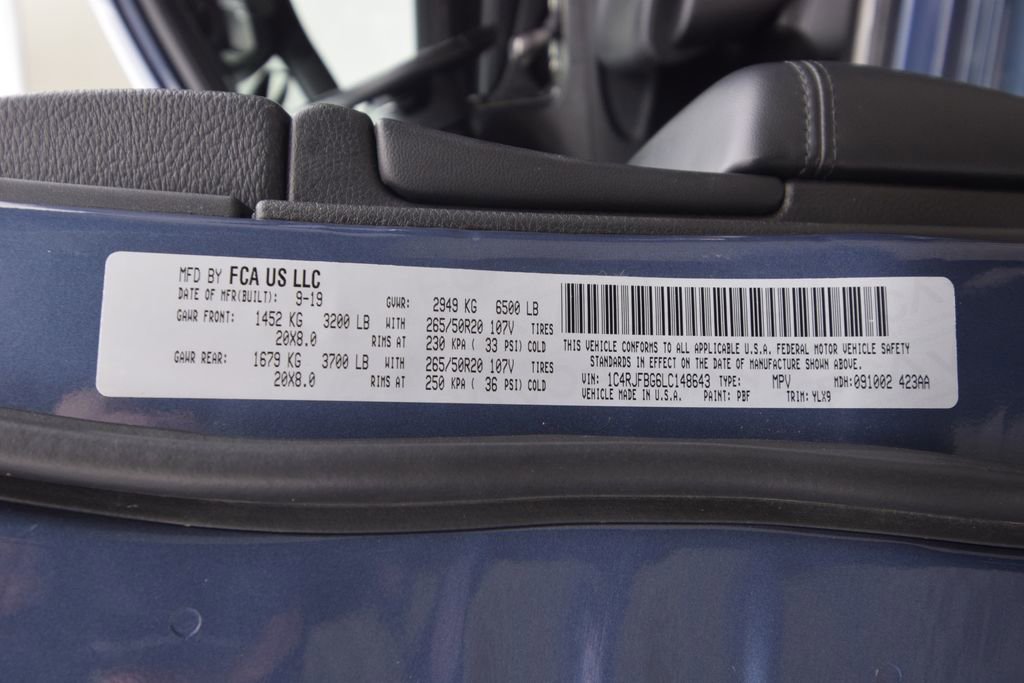 MFD BY FCA US LLC
DATE OF MFR(BUILT): 9-19 GVWR: 2949 KG 6500 LB
GAWR FRONT: 1452 KG 3200 LB WITH 265/50R20 107V TIRES
20X8.0 RIMS AT 230 KPA ( 33 PSI) COLD
GAWR REAR: 1679 KG 3700 LB WITH 265/50R20 107V TIRES
20X8.0 RIMS AT 250 KPA ( 36 PSI) COLD
THIS VEHICLE CONFORMS TO ALL APPLICABLE U.S.A. FEDERAL MOTOR VEHICLE SAFETY
STANDARDS IN EFFECT ON THE DATE OF MANUFACTURE SHOWN ABOVE.
VIN: 1C4RJFBG6LC140643 TYPE: MPV MDH:091002 423AA
VEHICLE MADE IN U.S.A. PAINT: PBF TRIM: YLX9